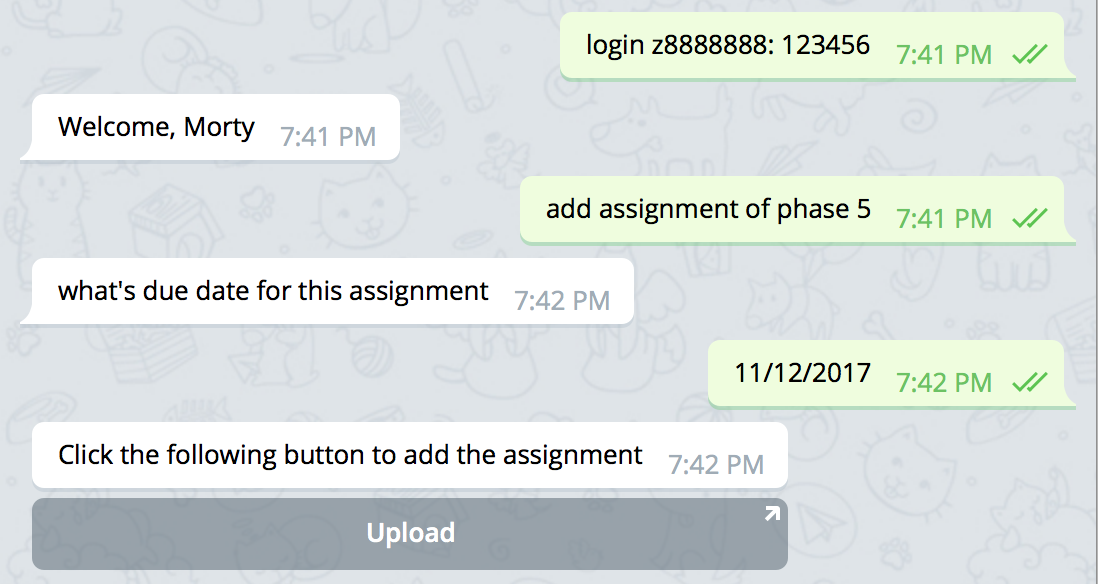 login z8888888: 123456 7:41 PM
Welcome, Morty 7:41 PM
add assignment of phase 5 7:41 PM
what's due date for this assignment 7:42 PM
11/12/2017 7:42 PM
Click the following button to add the assignment 7:42 PM
Upload